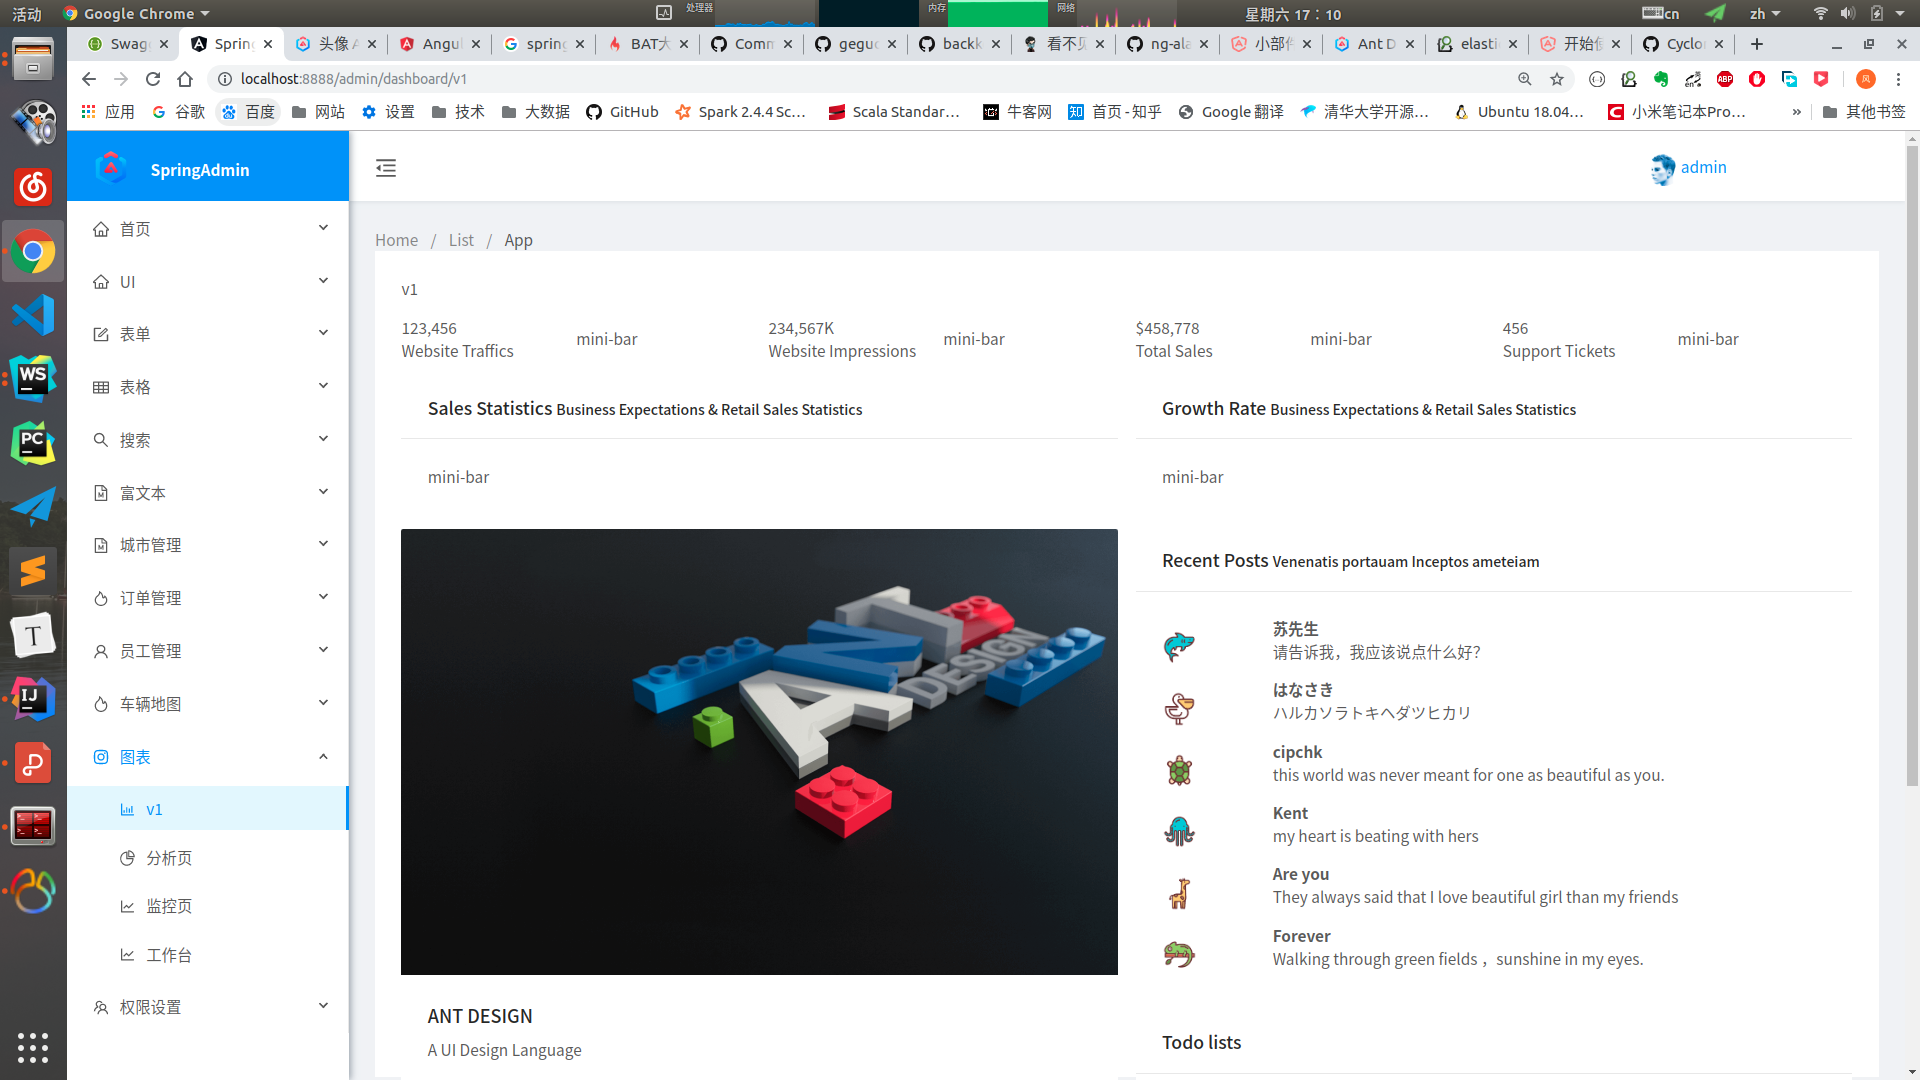 活动
Google Chrome
处理器
内存
网络
星期六 17：10
cn
zh
Swag
Spring
头像 A
Angul
spring
BAT大
Comm
gegu
backk
看不见
ng-ala
小部件
Ant D
elasti
开始使
Cyclo
localhost:8888/admin/dashboard/v1
应用
谷歌
百度
网站
设置
技术
大数据
GitHub
Spark 2.4.4 Sc...
Scala Standar...
牛客网
首页 - 知乎
Google 翻译
清华大学开源...
Ubuntu 18.04...
小米笔记本Pro...
»
其他书签
SpringAdmin
admin
首页
UI
表单
表格
搜索
富文本
城市管理
订单管理
员工管理
车辆地图
图表
v1
分析页
监控页
工作台
权限设置
Home / List / App
v1
123,456
Website Traffics
mini-bar
234,567K
Website Impressions
mini-bar
$458,778
Total Sales
mini-bar
456
Support Tickets
mini-bar
Sales Statistics Business Expectations & Retail Sales Statistics
mini-bar
Growth Rate Business Expectations & Retail Sales Statistics
mini-bar
ANT
DESIGN
ANT DESIGN
A UI Design Language
Recent Posts Venenatis portauam Inceptos ameteiam
苏先生
请告诉我，我应该说点什么好？
はなさき
ハルカソラトキヘダツヒカリ
cipchk
this world was never meant for one as beautiful as you.
Kent
my heart is beating with hers
Are you
They always said that I love beautiful girl than my friends
Forever
Walking through green fields ，sunshine in my eyes.
Todo lists